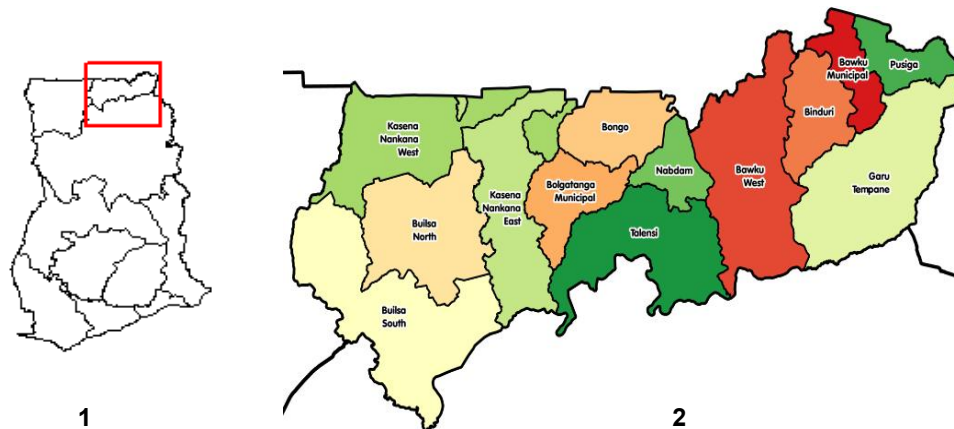 Bawku
Municipal
Pusiga
Binduri
Kasena
Nankana
West
Bongo
Nabdam
Garu
Tempane
Bawku
West
Kasena
Nankana
East
Bolgatanga
Municipal
Builsa
North
Talensi
Builsa
South
1
2